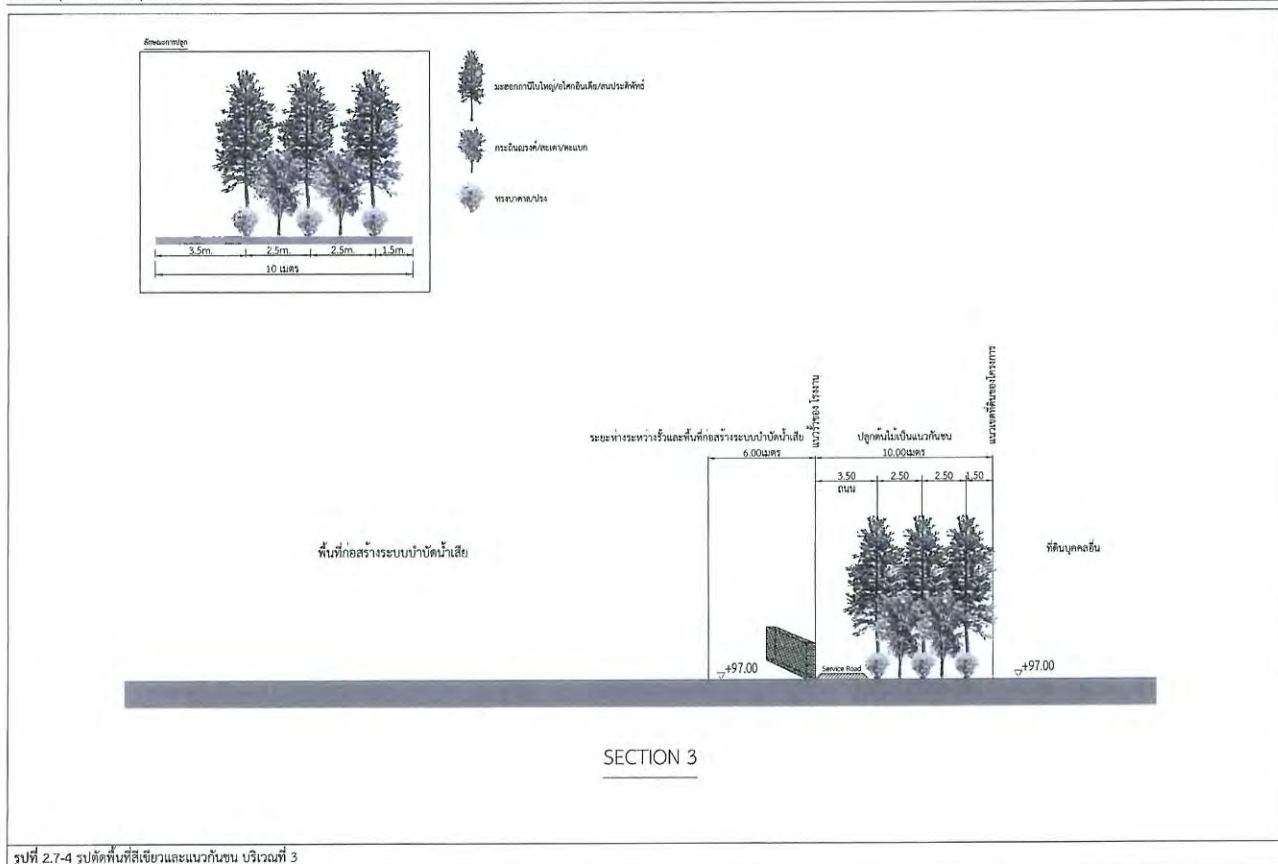 ลักษณะการปลูก
มะฮอกกานีใบใหญ่/อโศกอินเดีย/สนประดิพัทธ์
กระถินณรงค์/สะเดา/ตะแบก
ทรงบาดาล/ปรง
3.5m. 2.5m. 2.5m. 1.5m.
10 เมตร
แนวรั้วของ โรงงาน
แนวเขตที่ดินของโครงการ
ระยะห่างระหว่างรั้วและพื้นที่ก่อสร้างระบบบำบัดน้ำเสีย
ปลูกต้นไม้เป็นแนวกันชน
6.00เมตร
10.00เมตร
3.50 2.50 2.50 1.50
ถนน
พื้นที่ก่อสร้างระบบบำบัดน้ำเสีย
ที่ดินบุคคลอื่น
+97.00
Service Road
+97.00
SECTION 3
รูปที่ 2.7-4 รูปตัดพื้นที่สีเขียวและแนวกันชน บริเวณที่ 3